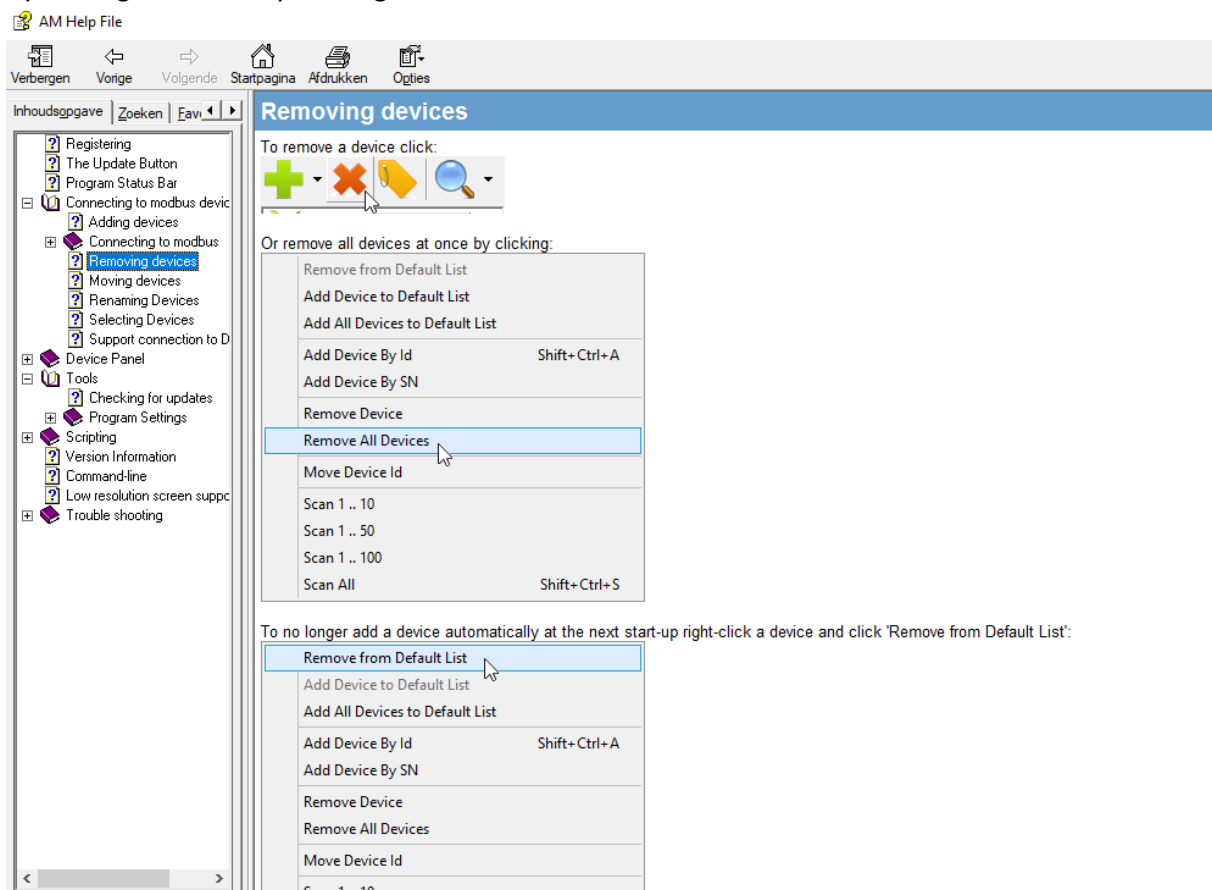 AM Help File
Verbergen Vorige Volgende Startpagina Afdrukken Opties
Inhoudsopgave Zoeken
Registering
The Update Button
Program Status Bar
Connecting to modbus devic
Adding devices
Connecting to modbus
Removing devices
Moving devices
Renaming Devices
Selecting Devices
Support connection to D
Device Panel
Tools
Checking for updates
Program Settings
Scripting
Version Information
Command-line
Low resolution screen suppo
Trouble shooting
Removing devices
To remove a device click:
Or remove all devices at once by clicking:
Remove from Default List
Add Device to Default List
Add All Devices to Default List
Add Device By Id Shift+Ctrl+A
Add Device By SN
Remove Device
Remove All Devices
Move Device Id
Scan 1 .. 10
Scan 1 .. 50
Scan 1 .. 100
Scan All Shift+Ctrl+S
To no longer add a device automatically at the next start-up right-click a device and click 'Remove from Default List':
Remove from Default List
Add Device to Default List
Add All Devices to Default List
Add Device By Id Shift+Ctrl+A
Add Device By SN
Remove Device
Remove All Devices
Move Device Id